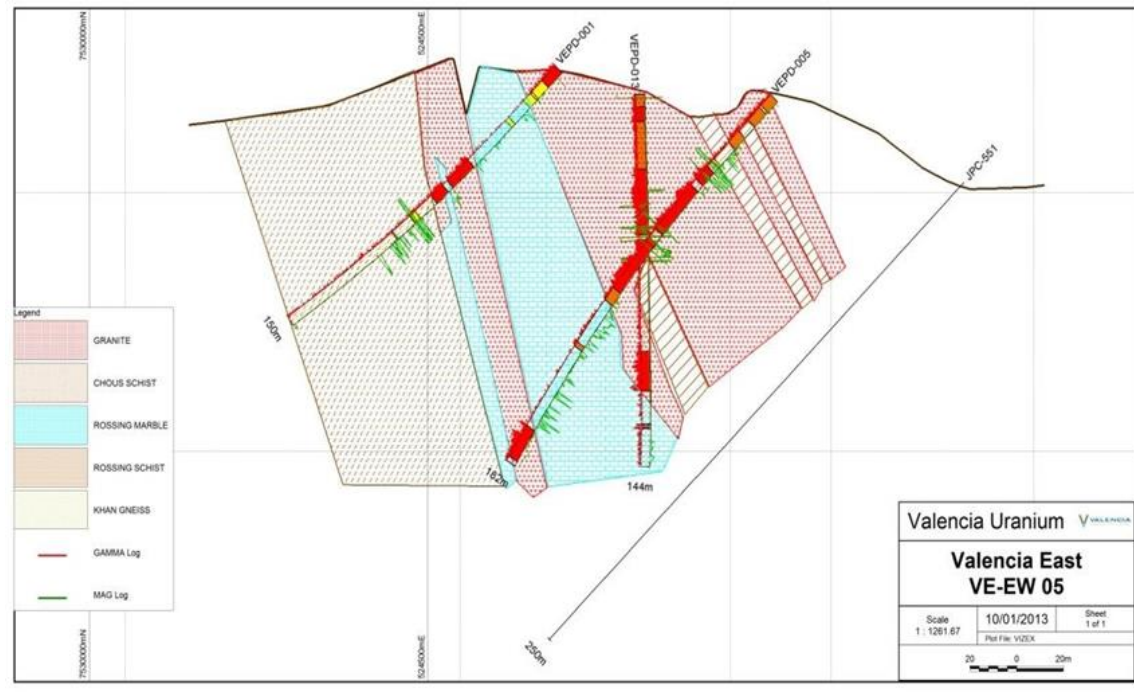 7530000mN
524500mE
VEPD-001
VEPD-013
VEPD-005
JPC-551
150m
182m
144m
250m
7530000mN
524500mE
Legend
GRANITE
CHOUS SCHIST
ROSSING MARBLE
ROSSING SCHIST
KHAN GNEISS
GAMMA Log
MAG Log
Valencia Uranium VALENCIA
Valencia East
VE-EW 05
Scale
1 : 1261.67
10/01/2013
Plot File: VIZEX
Sheet
1 of 1
20 0 20m